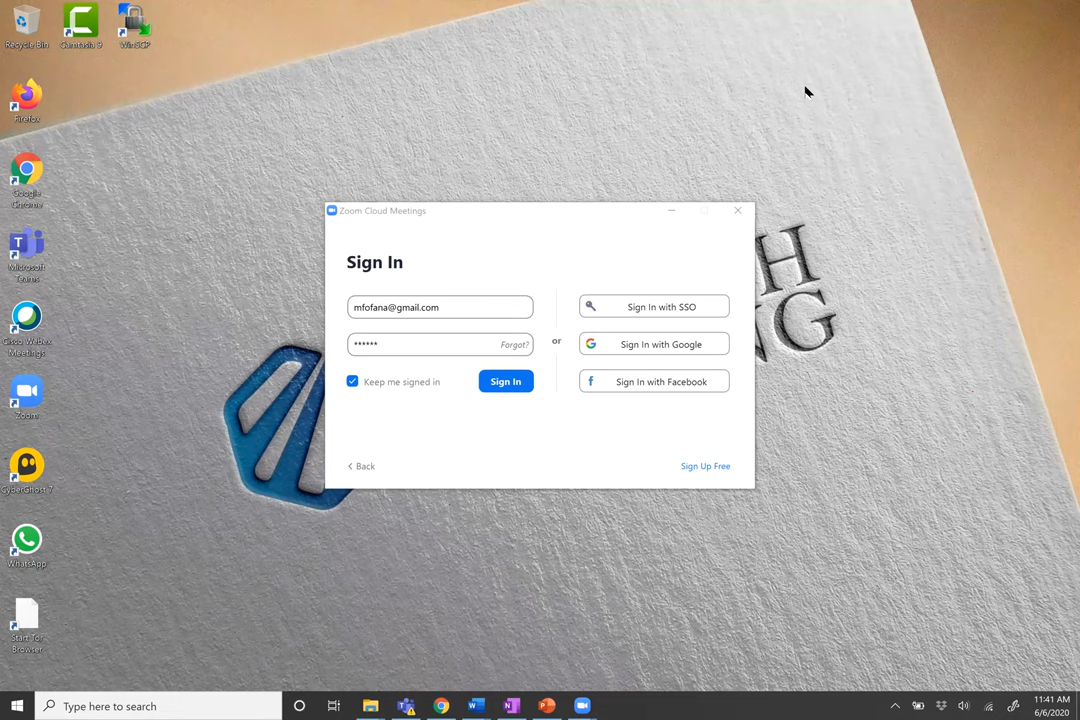 Recycle Bin
Camtasia 9
WinSCP
Firefox
Google
Chrome
Microsoft
Teams
Cisco Webex
Meetings
Zoom
CyberGhost 7
WhatsApp
Start Tor
Browser
H
NG
Zoom Cloud Meetings
Sign In
mfofana@gmail.com
****** Forgot?
Keep me signed in
Sign In
or
Sign In with SSO
Sign In with Google
Sign In with Facebook
Back
Sign Up Free
Type here to search
11:41 AM
6/6/2020